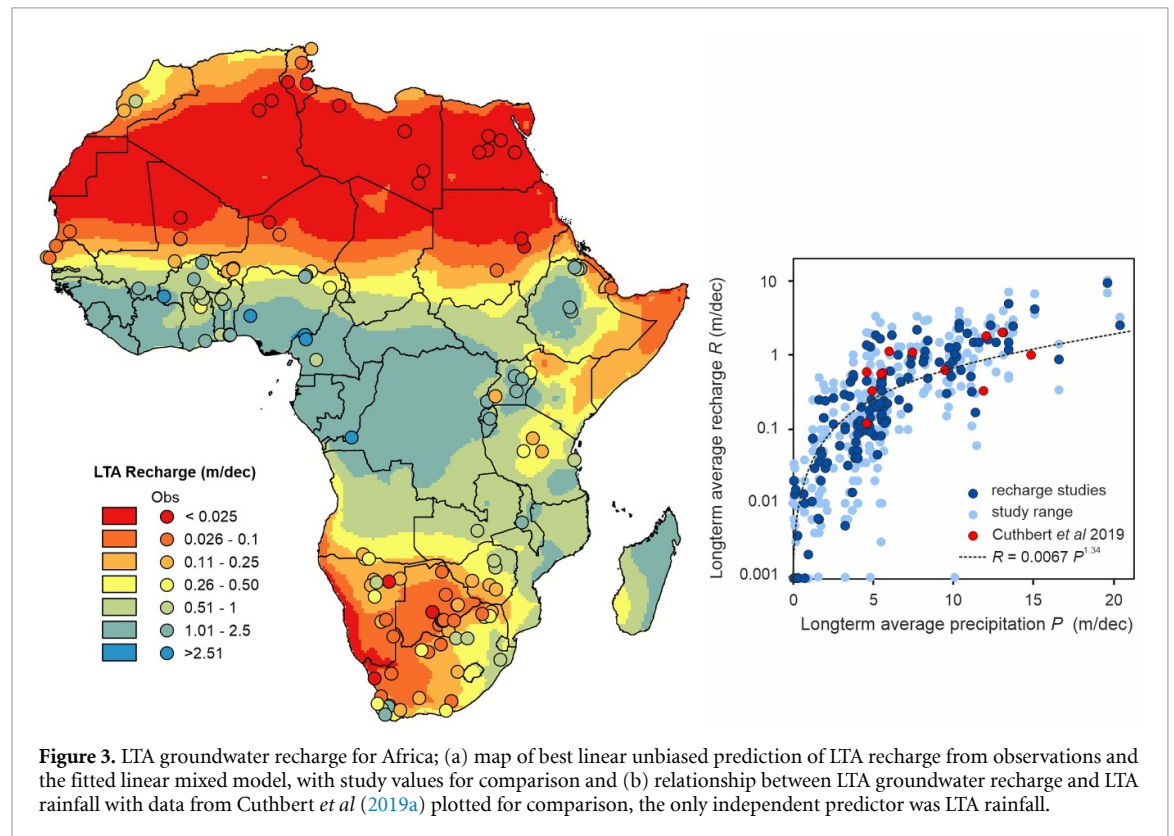 LTA Recharge (m/dec)
Obs
< 0.025
0.026 - 0.1
0.11 - 0.25
0.26 - 0.50
0.51 - 1
1.01 - 2.5
>2.51
Longterm average recharge R (m/dec)
10
1
0.1
0.01
0.001
recharge studies
study range
Cuthbert et al 2019
R = 0.0067 P^1.34
0 5 10 15 20
Longterm average precipitation P (m/dec)
Figure 3. LTA groundwater recharge for Africa; (a) map of best linear unbiased prediction of LTA recharge from observations and
the fitted linear mixed model, with study values for comparison and (b) relationship between LTA groundwater recharge and LTA
rainfall with data from Cuthbert et al (2019a) plotted for comparison, the only independent predictor was LTA rainfall.